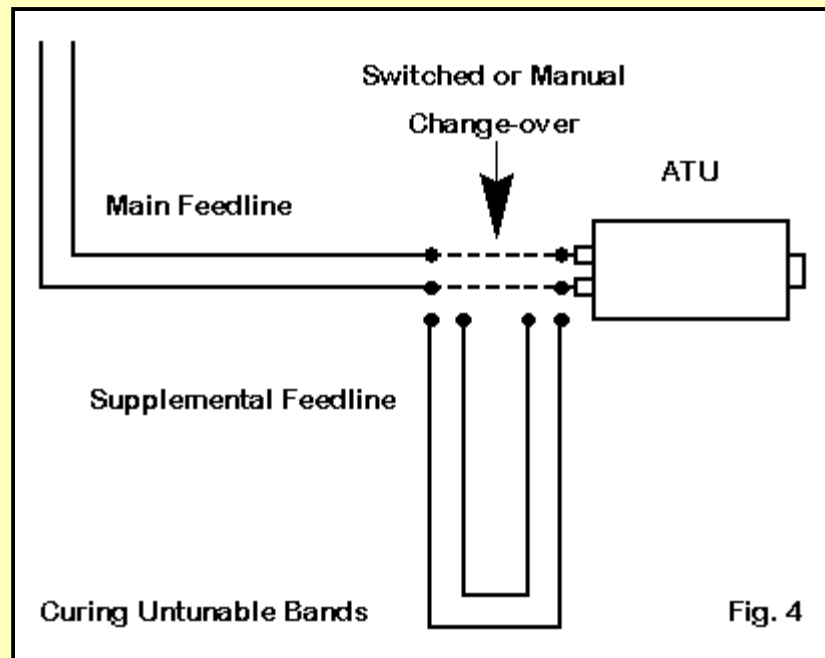 Switched or Manual
Change-over
ATU
Main Feedline
Supplemental Feedline
Curing Untunable Bands
Fig. 4